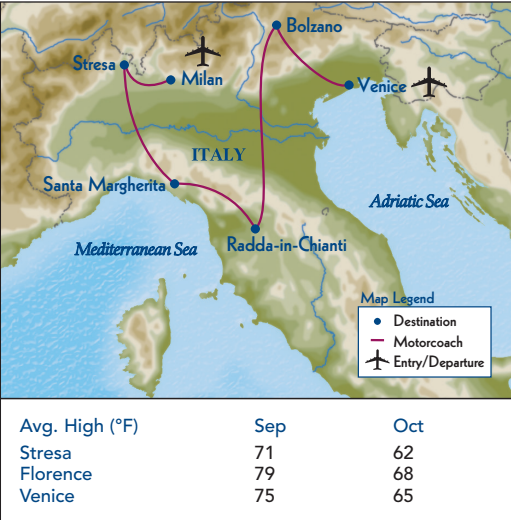 Bolzano
Stresa
Milan
Venice
ITALY
Santa Margherita
Adriatic Sea
Radda-in-Chianti
Mediterranean Sea
Map Legend
Destination
Motorcoach
Entry/Departure
Avg. High (°F) Sep Oct
Stresa 71 62
Florence 79 68
Venice 75 65